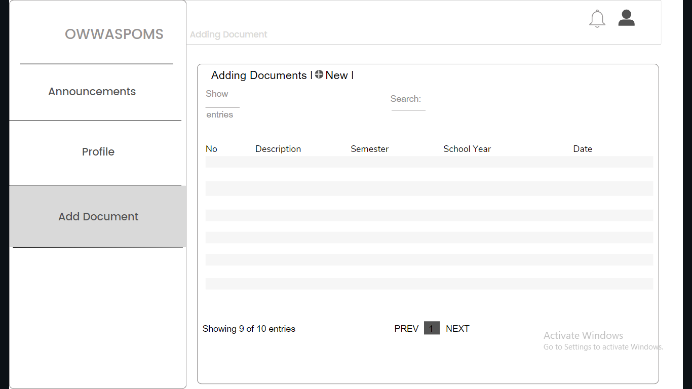 OWWASPOMS
Adding Document
Announcements
Profile
Add Document
Adding Documents | New |
Show
entries
Search:
No Description Semester School Year Date
Showing 9 of 10 entries
PREV 1 NEXT
Activate Windows
Go to Settings to activate Windows.